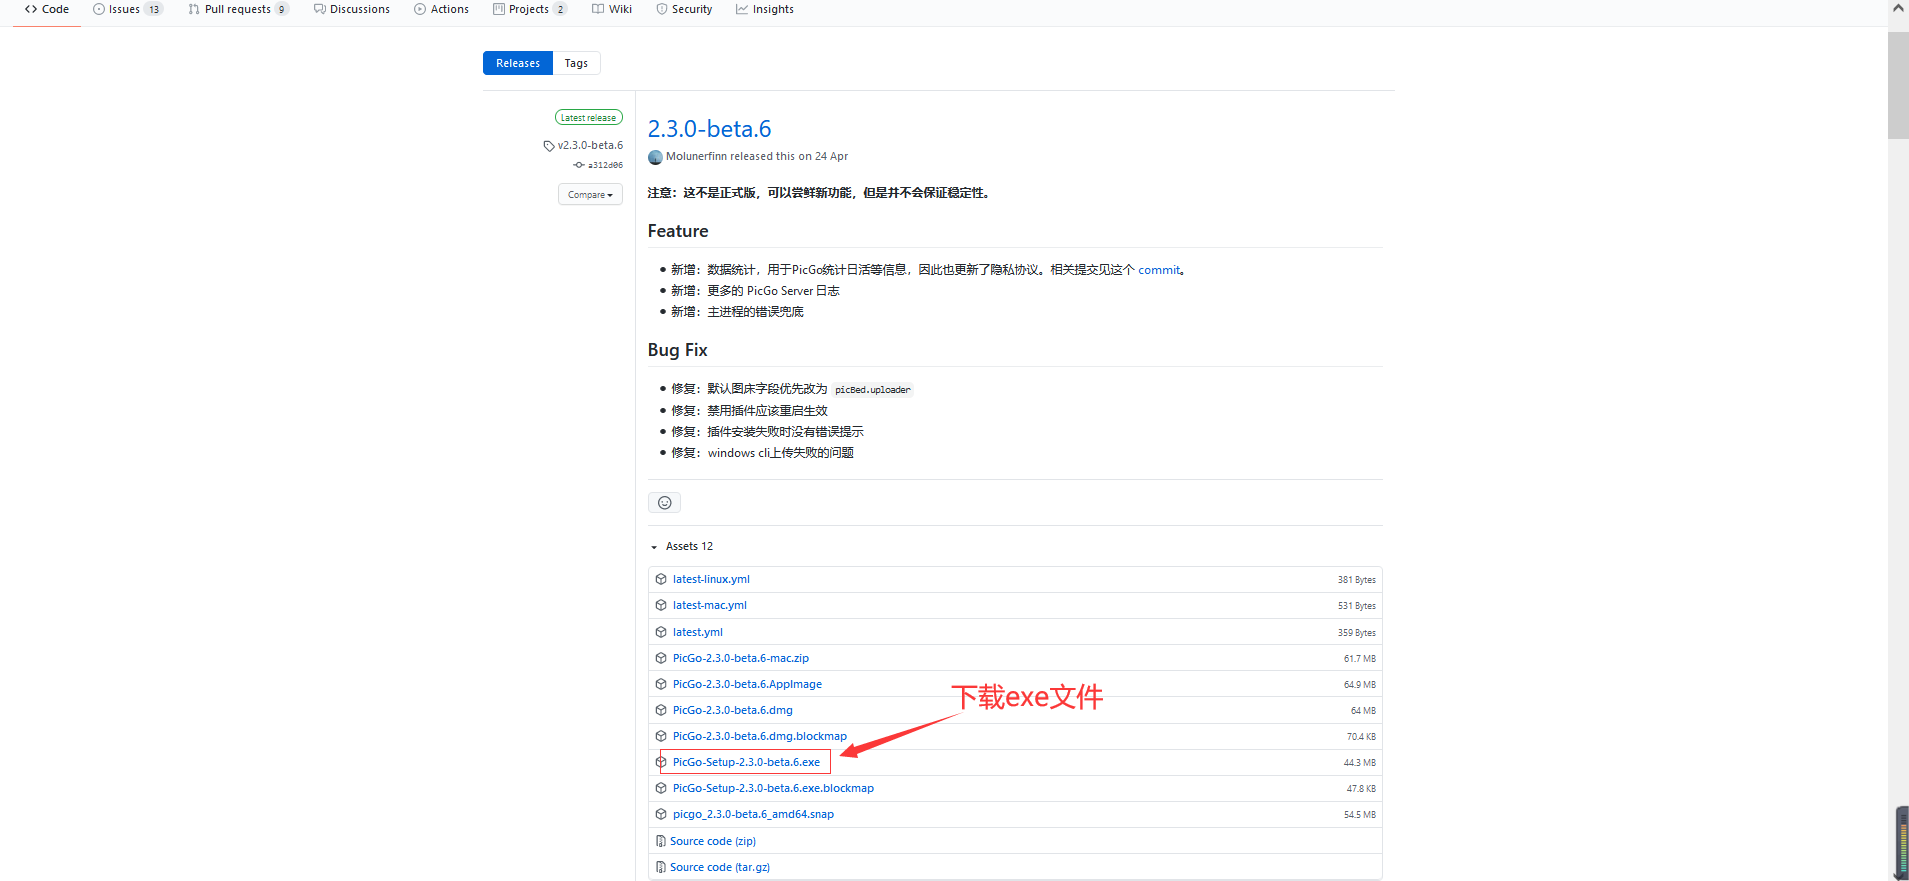 Code
Issues 13
Pull requests 9
Discussions
Actions
Projects 2
Wiki
Security
Insights
Releases
Tags
Latest release
v2.3.0-beta.6
a312d06
Compare
2.3.0-beta.6
Molunerfinn released this on 24 Apr
注意：这不是正式版，可以尝鲜新功能，但是并不会保证稳定性。
Feature
新增：数据统计，用于PicGo统计日活等信息，因此也更新了隐私协议。相关提交见这个 commit。
新增：更多的 PicGo Server 日志
新增：主进程的错误兜底
Bug Fix
修复：默认图床字段优先改为 picBed.uploader
修复：禁用插件应该重启生效
修复：插件安装失败时没有错误提示
修复：windows cli上传失败的问题
Assets 12
latest-linux.yml 381 Bytes
latest-mac.yml 531 Bytes
latest.yml 359 Bytes
PicGo-2.3.0-beta.6-mac.zip 61.7 MB
PicGo-2.3.0-beta.6.AppImage 64.9 MB
下载exe文件
PicGo-2.3.0-beta.6.dmg 64 MB
PicGo-2.3.0-beta.6.dmg.blockmap 70.4 KB
PicGo-Setup-2.3.0-beta.6.exe 44.3 MB
PicGo-Setup-2.3.0-beta.6.exe.blockmap 47.8 KB
picgo_2.3.0-beta.6_amd64.snap 54.5 MB
Source code (zip)
Source code (tar.gz)